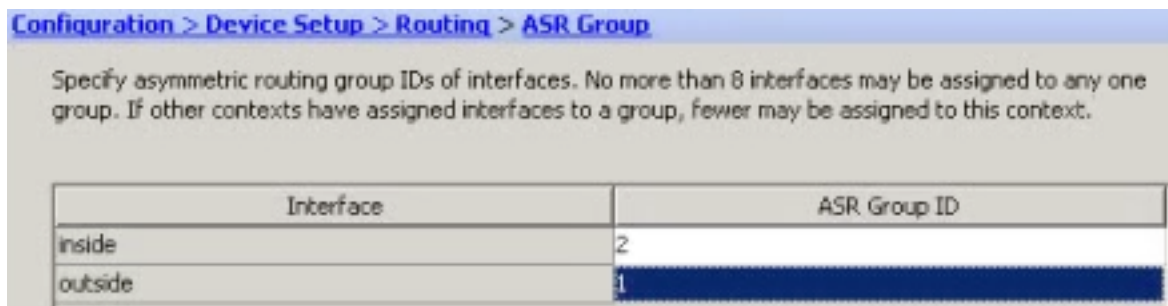 Configuration > Device Setup > Routing > ASR Group
Specify asymmetric routing group IDs of interfaces. No more than 8 interfaces may be assigned to any one
group. If other contexts have assigned interfaces to a group, fewer may be assigned to this context.
Interface ASR Group ID
inside 2
outside 1